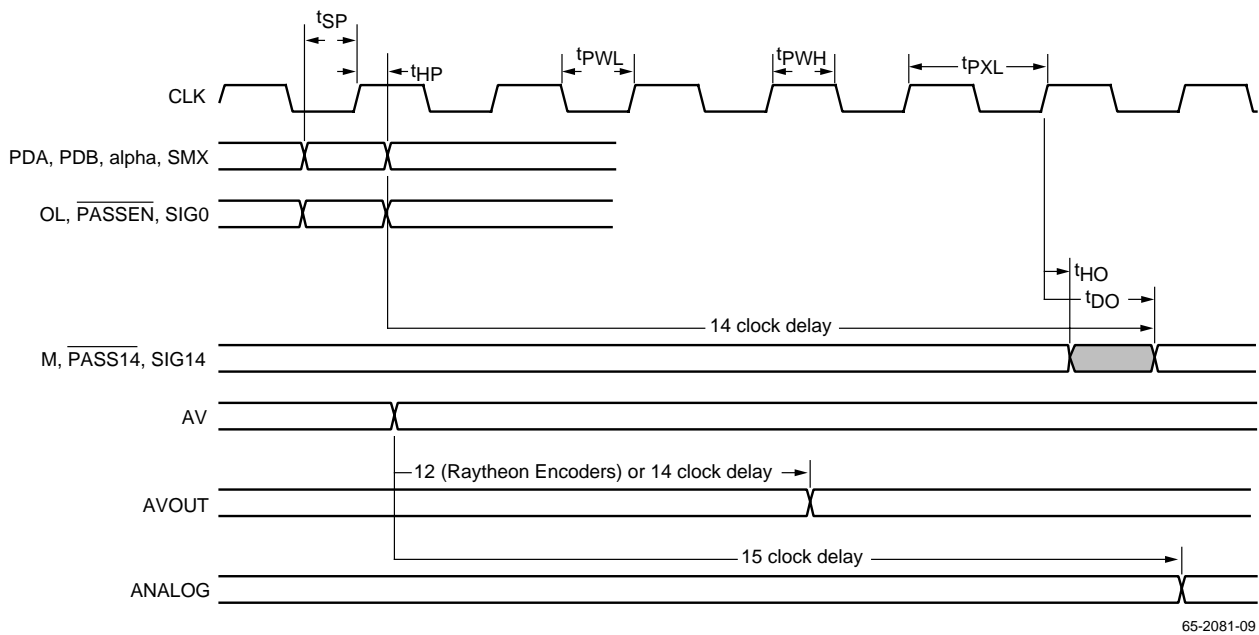 tSP
tHP
tPWL
tPWH
tPXL
CLK
PDA, PDB, alpha, SMX
OL, PASSEN, SIG0
tHO
tDO
14 clock delay
M, PASS14, SIG14
AV
12 (Raytheon Encoders) or 14 clock delay
AVOUT
15 clock delay
ANALOG
65-2081-09